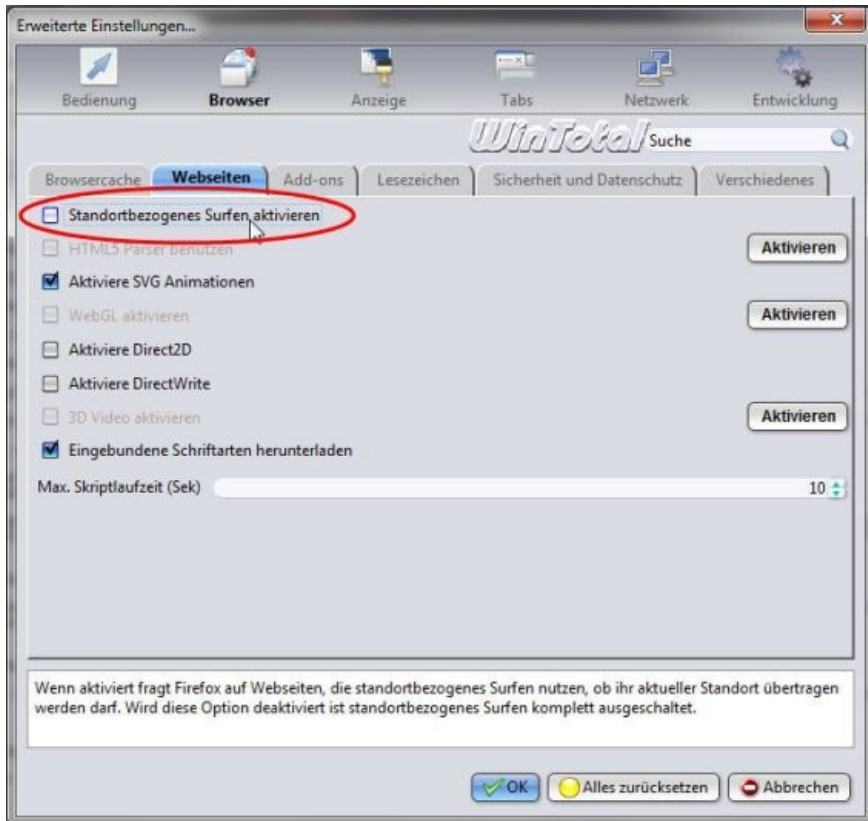 Erweiterte Einstellungen...
Bedienung Browser Anzeige Tabs Netzwerk Entwicklung
WinTotal Suche
Browsercache Webseiten Add-ons Lesezeichen Sicherheit und Datenschutz Verschiedenes
Standortbezogenes Surfen aktivieren
HTML5 Parser benutzen Aktivieren
Aktiviere SVG Animationen
WebGL aktivieren Aktivieren
Aktiviere Direct2D
Aktiviere DirectWrite
3D Video aktivieren Aktivieren
Eingebundene Schriftarten herunterladen
Max. Skriptlaufzeit (Sek) 10
Wenn aktiviert fragt Firefox auf Webseiten, die standortbezogenes Surfen nutzen, ob ihr aktueller Standort übertragen
werden darf. Wird diese Option deaktiviert ist standortbezogenes Surfen komplett ausgeschaltet.
OK Alles zurücksetzen Abbrechen